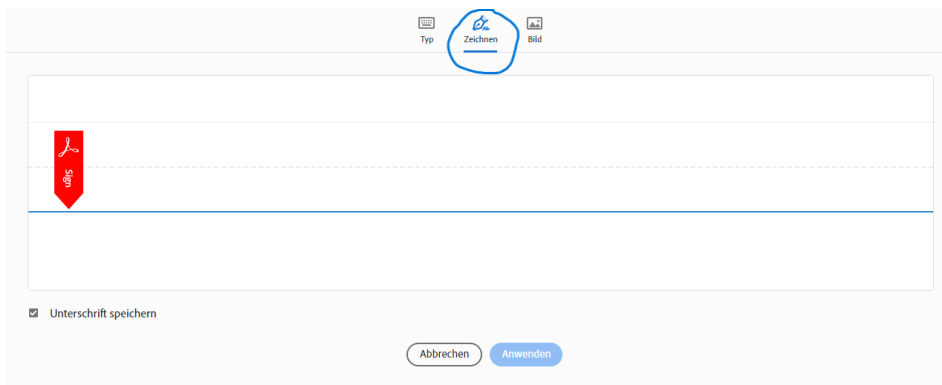 Typ Zeichnen Bild
Sign
Unterschrift speichern
Abbrechen Anwenden